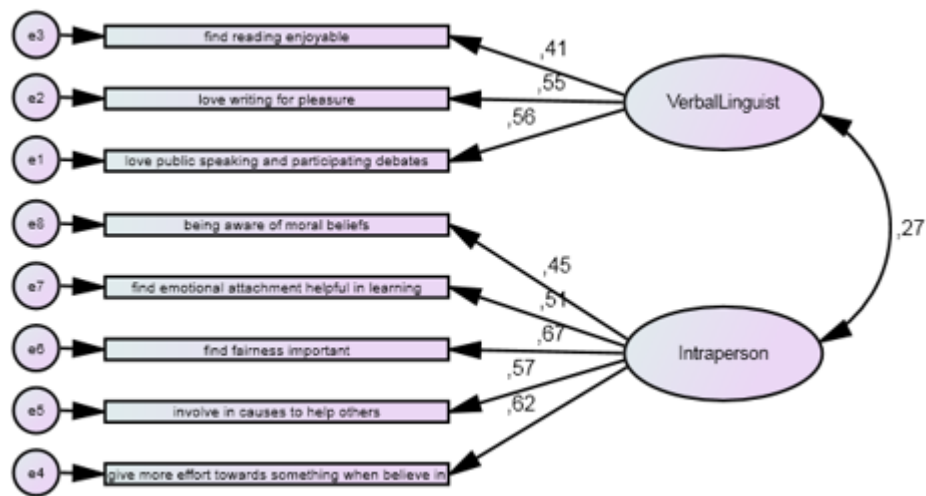 e3
find reading enjoyable
,41
e2
love writing for pleasure
,55
VerbalLinguist
e1
love public speaking and participating debates
,56
e8
being aware of moral beliefs
,27
e7
find emotional attachment helpful in learning
,45
,51
e6
find fairness important
,67
Intraperson
e5
involve in causes to help others
,57
e4
give more effort towards something when believe in
,62